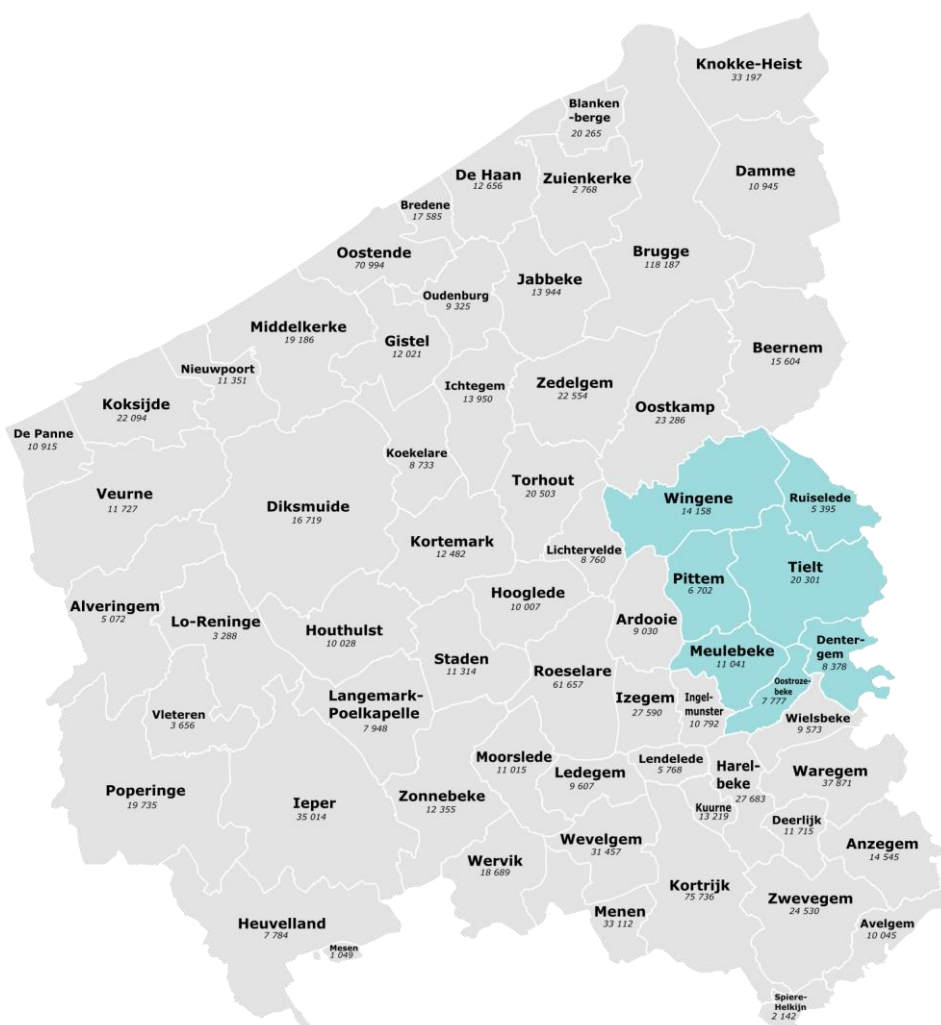 Knokke-Heist
33 197
Blanken
-berge
20 265
De Haan
12 656
Zuienkerke
2 768
Damme
10 945
Bredene
17 585
Oostende
70 994
Brugge
118 187
Jabbeke
13 944
Oudenburg
9 325
Middelkerke
19 186
Gistel
12 021
Beernem
15 604
Nieuwpoort
11 351
Ichtegem
13 950
Zedelgem
22 554
Koksijde
22 094
Oostkamp
23 286
De Panne
10 915
Koekelare
8 733
Torhout
20 503
Veurne
11 727
Diksmuide
16 719
Wingene
14 158
Ruiselede
5 395
Kortemark
12 482
Lichtervelde
8 760
Tielt
20 301
Pittem
6 702
Hooglede
10 007
Alveringem
5 072
Lo-Reninge
3 288
Houthulst
10 028
Ardooie
9 030
Denter-
gem
8 378
Meulebeke
11 041
Staden
11 314
Roeselare
61 657
Oostroze-
beke
7 777
Langemark-
Poelkapelle
7 948
Izegem
27 590
Ingel-
munster
10 792
Vleteren
3 656
Wielsbeke
9 573
Moorslede
11 015
Ledegem
9 607
Lendelede
5 768
Harel-
beke
27 683
Waregem
37 871
Poperinge
19 735
Ieper
35 014
Zonnebeke
12 355
Kuurne
13 219
Deerlijk
11 715
Wevelgem
31 457
Anzegem
14 545
Wervik
18 689
Kortrijk
75 736
Zwevegem
24 530
Menen
33 112
Heuvelland
7 784
Avelgem
10 045
Mesen
1 049
Spiere-
Helkijn
2 142